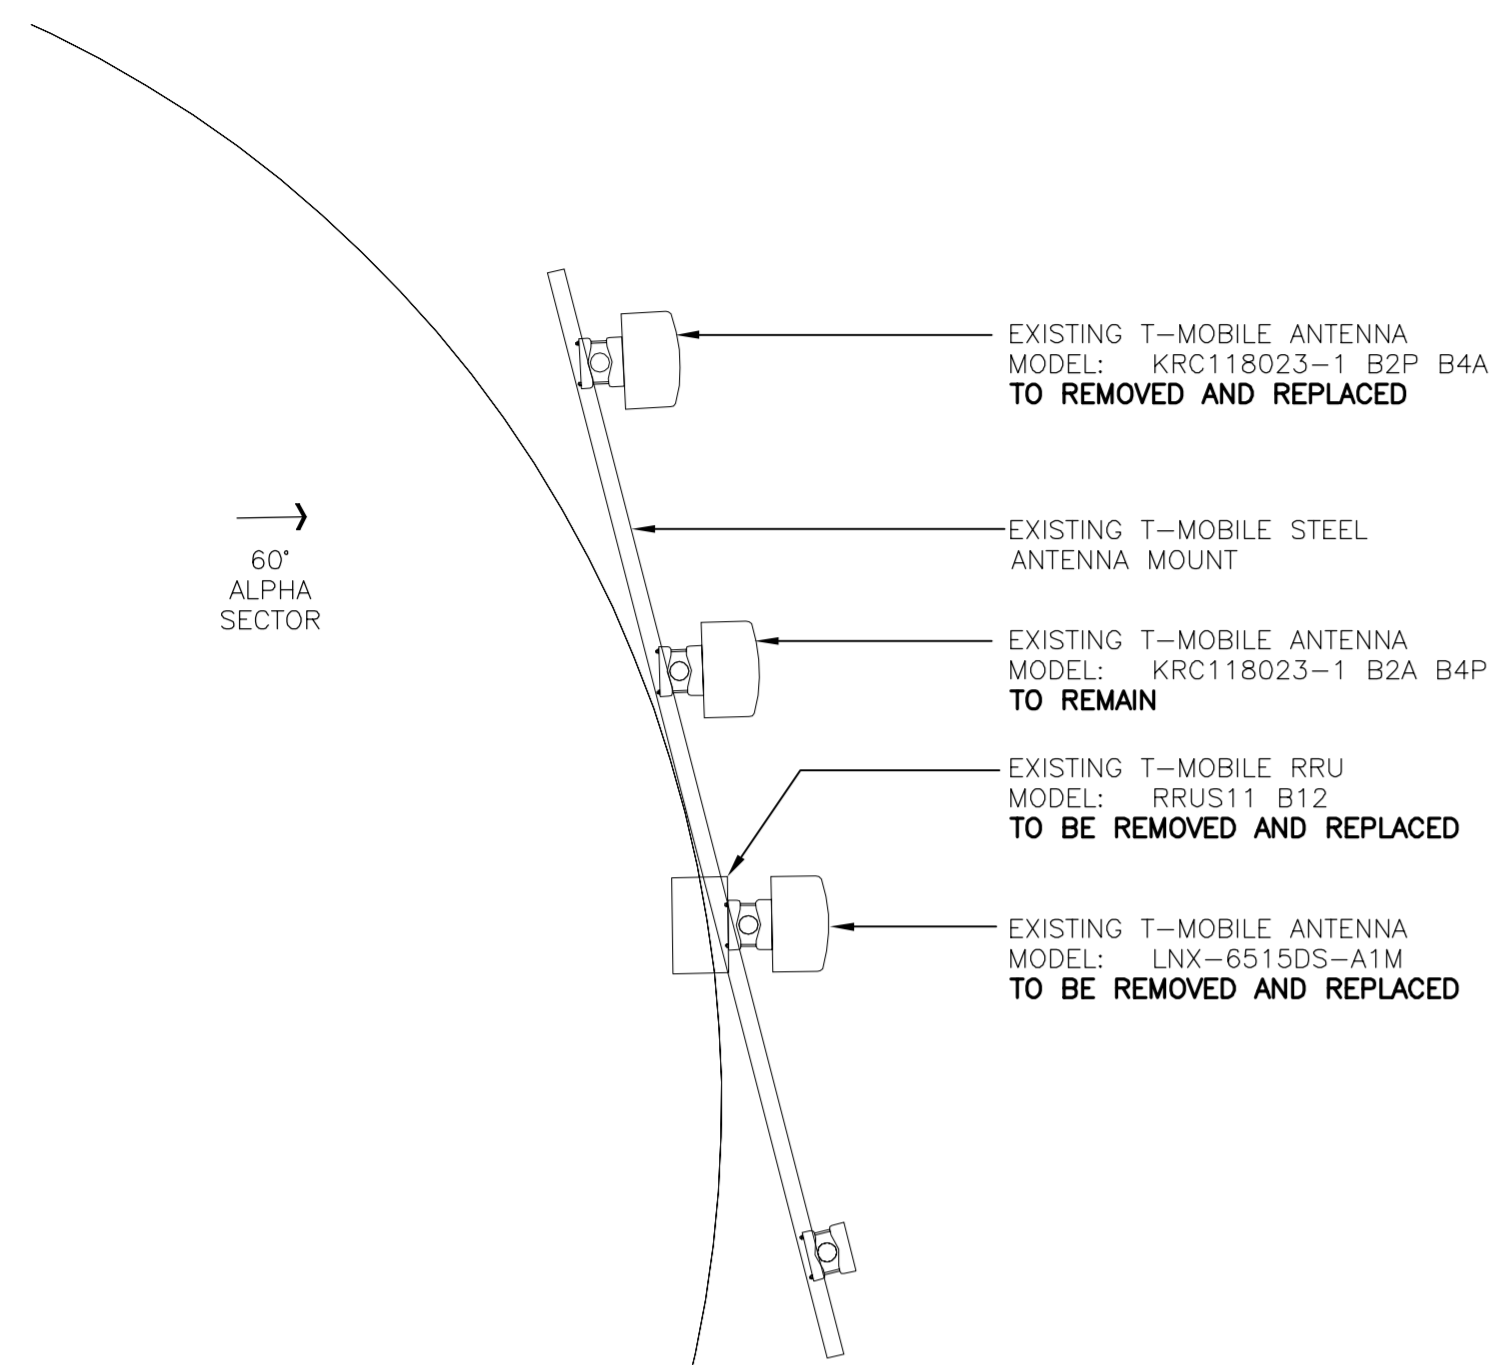 EXISTING T-MOBILE ANTENNA
MODEL: KRC118023-1 B2P B4A
TO REMOVED AND REPLACED
60°
ALPHA
SECTOR
EXISTING T-MOBILE STEEL
ANTENNA MOUNT
EXISTING T-MOBILE ANTENNA
MODEL: KRC118023-1 B2A B4P
TO REMAIN
EXISTING T-MOBILE RRU
MODEL: RRUS11 B12
TO BE REMOVED AND REPLACED
EXISTING T-MOBILE ANTENNA
MODEL: LNX-6515DS-A1M
TO BE REMOVED AND REPLACED